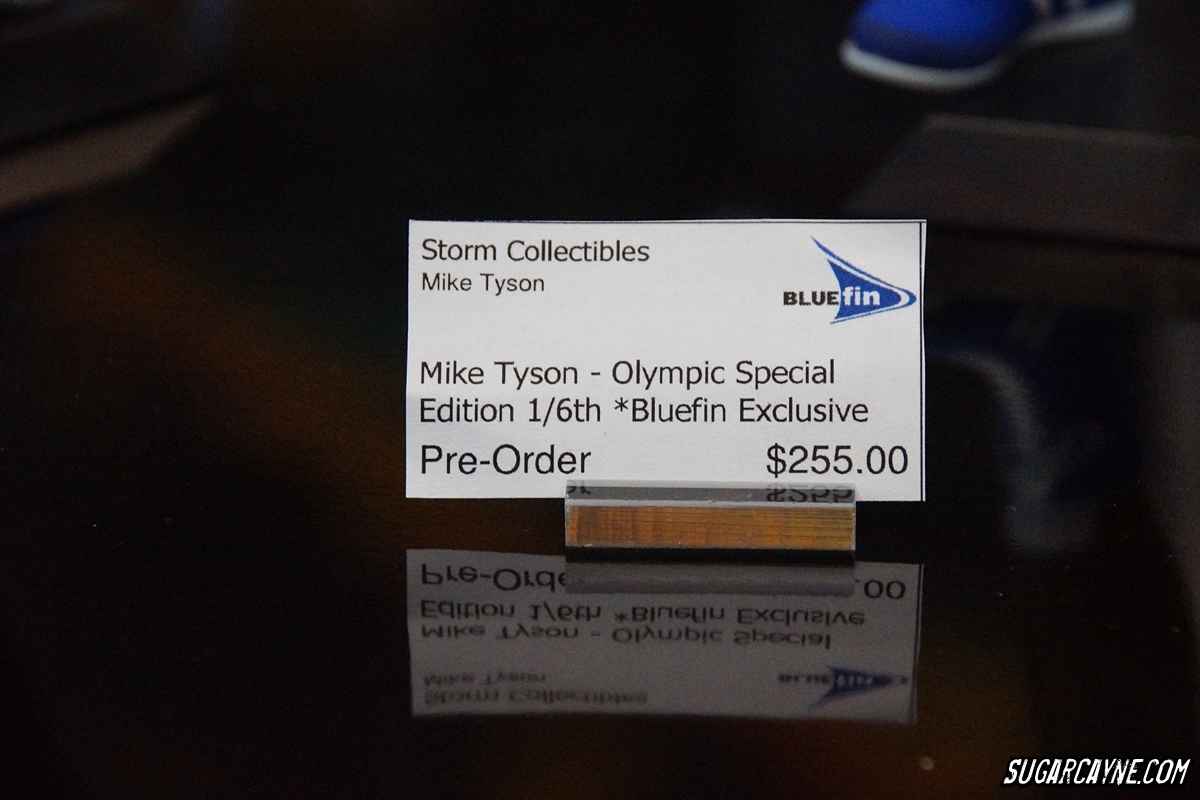 Storm Collectibles
Mike Tyson
BLUEfin
Mike Tyson - Olympic Special
Edition 1/6th *Bluefin Exclusive
Pre-Order $255.00
SUGARCAYNE.COM